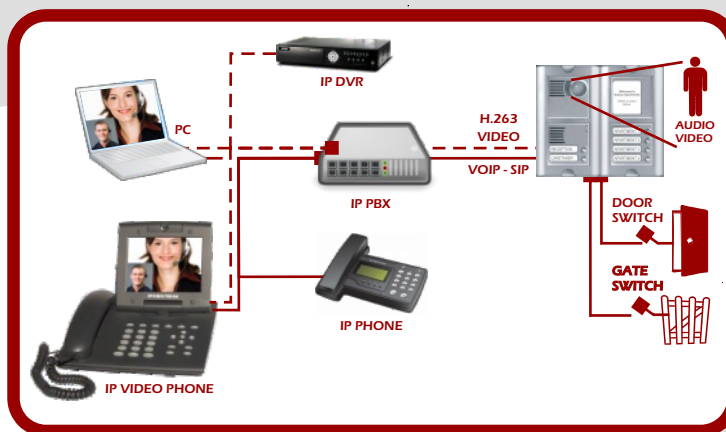 IP DVR
PC
H.263
VIDEO
VOIP - SIP
AUDIO
VIDEO
IP PBX
DOOR
SWITCH
GATE
SWITCH
IP PHONE
IP VIDEO PHONE